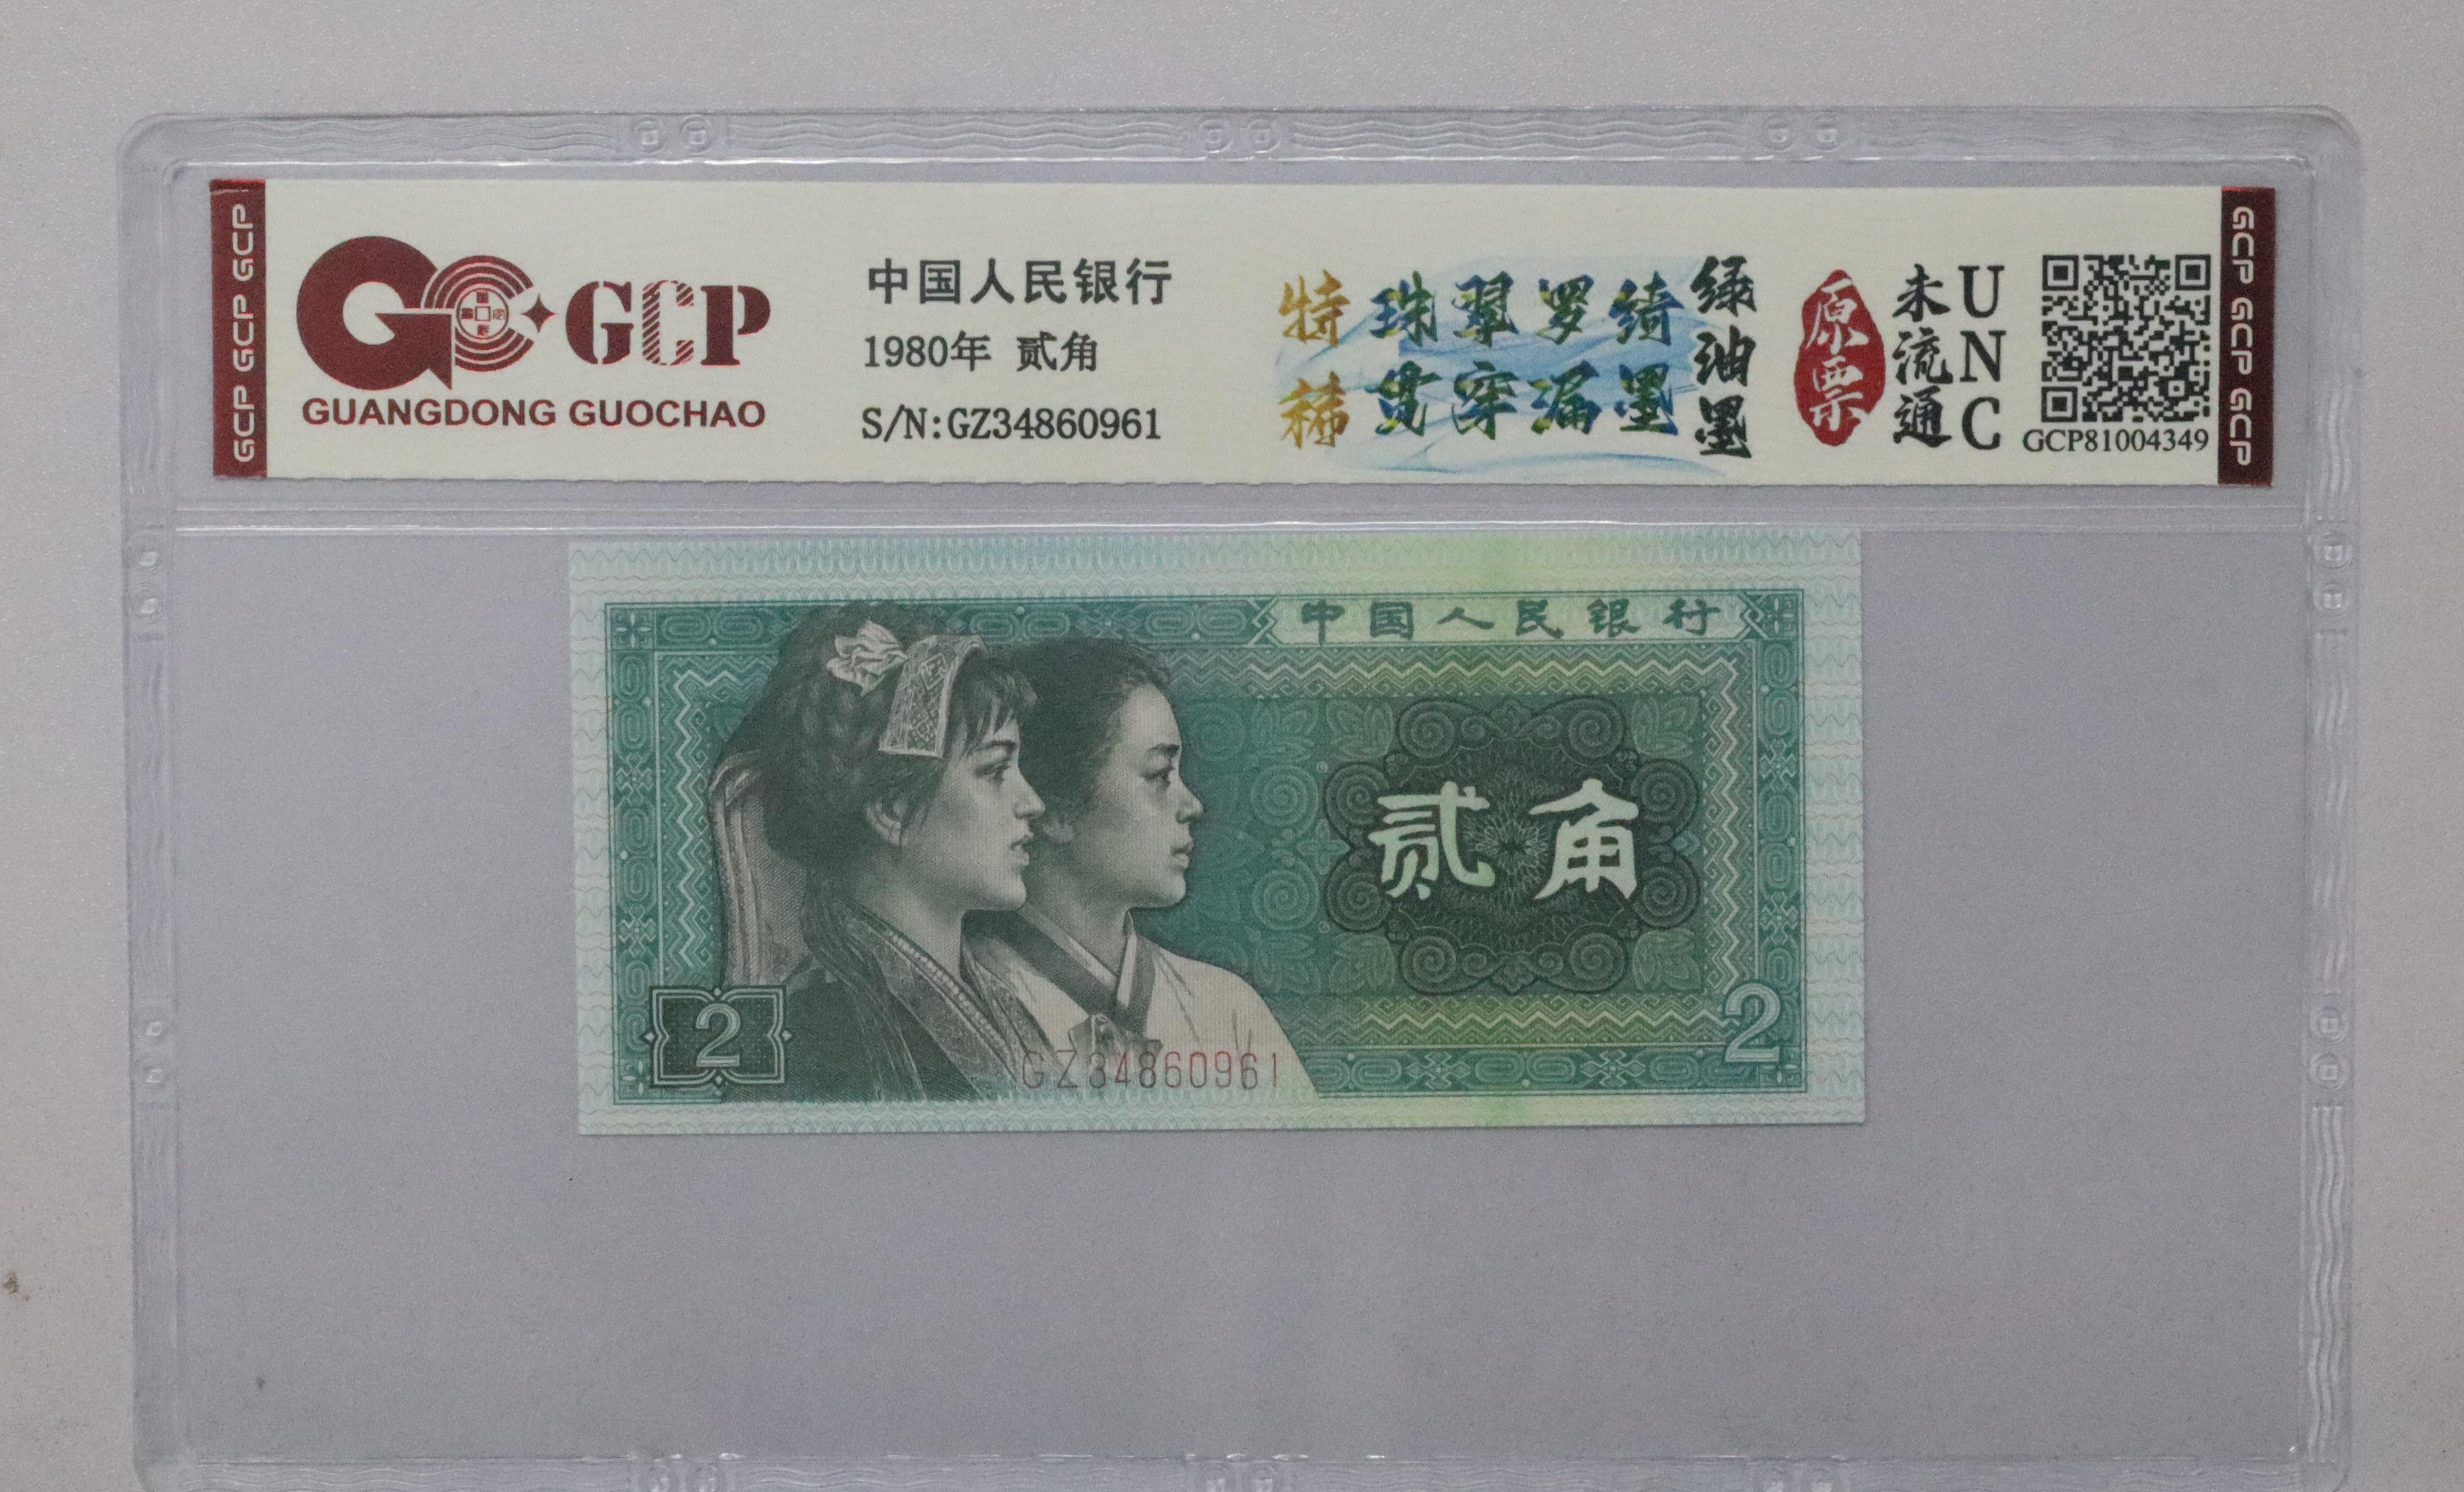 GCP GCP GCP
GCP
GUANGDONG GUOCHAO
中国人民银行
1980年 贰角
S/N:GZ34860961
特稀
珠翠罗绮
贯穿漏墨
绿油墨
原票
未流通
UNC
GCP81004349
GCP GCP GCP
中国人民银行
贰角
2
2
GZ34860961